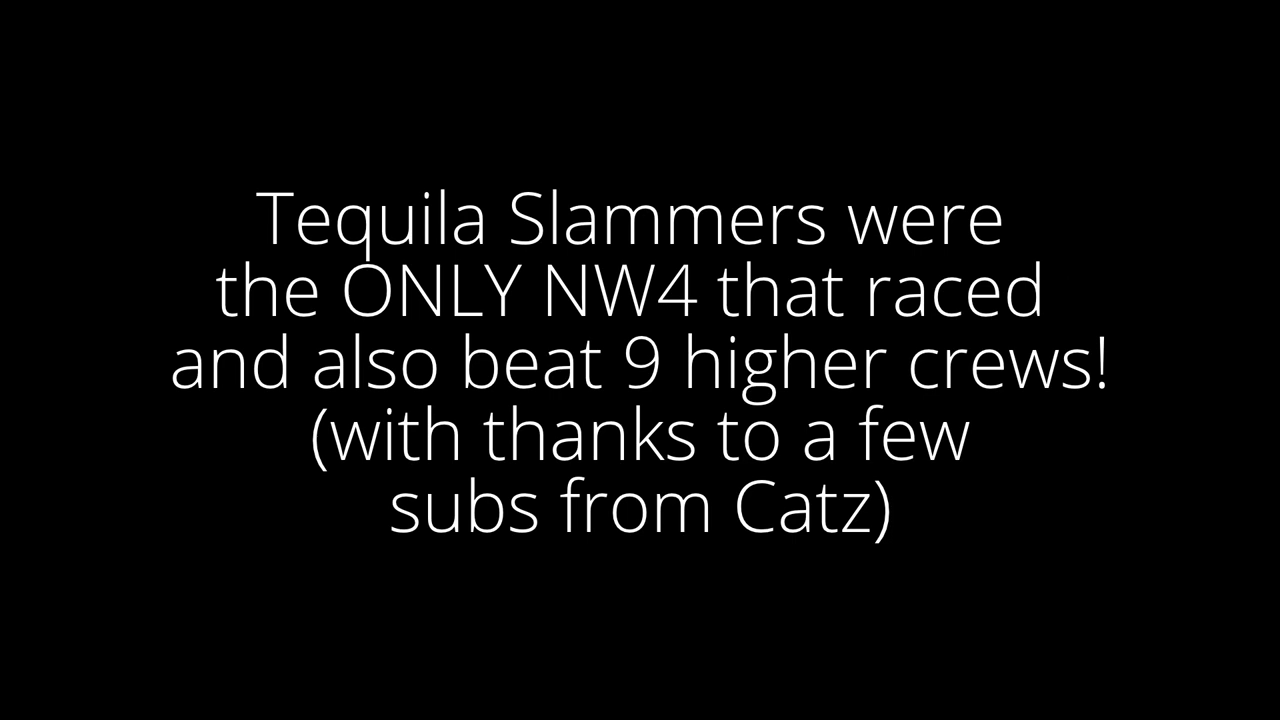 Tequila Slammers were
the ONLY NW4 that raced
and also beat 9 higher crews!
(with thanks to a few
subs from Catz)